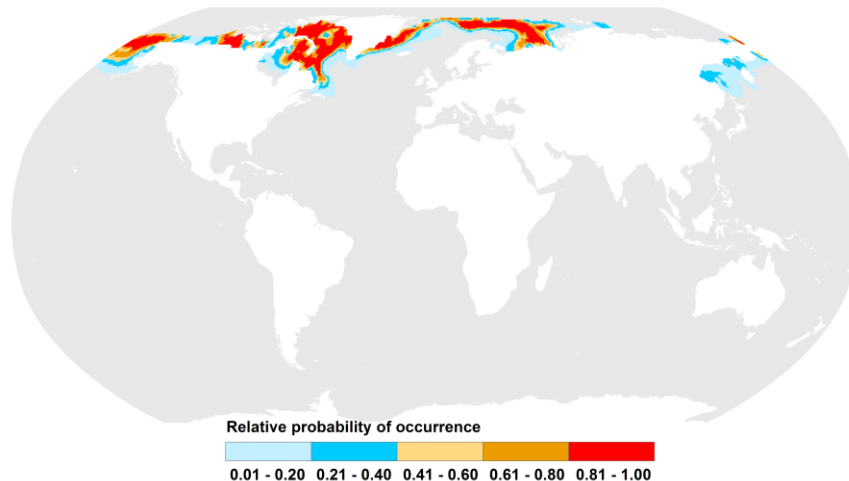 Relative probability of occurrence
0.01 - 0.20 0.21 - 0.40 0.41 - 0.60 0.61 - 0.80 0.81 - 1.00